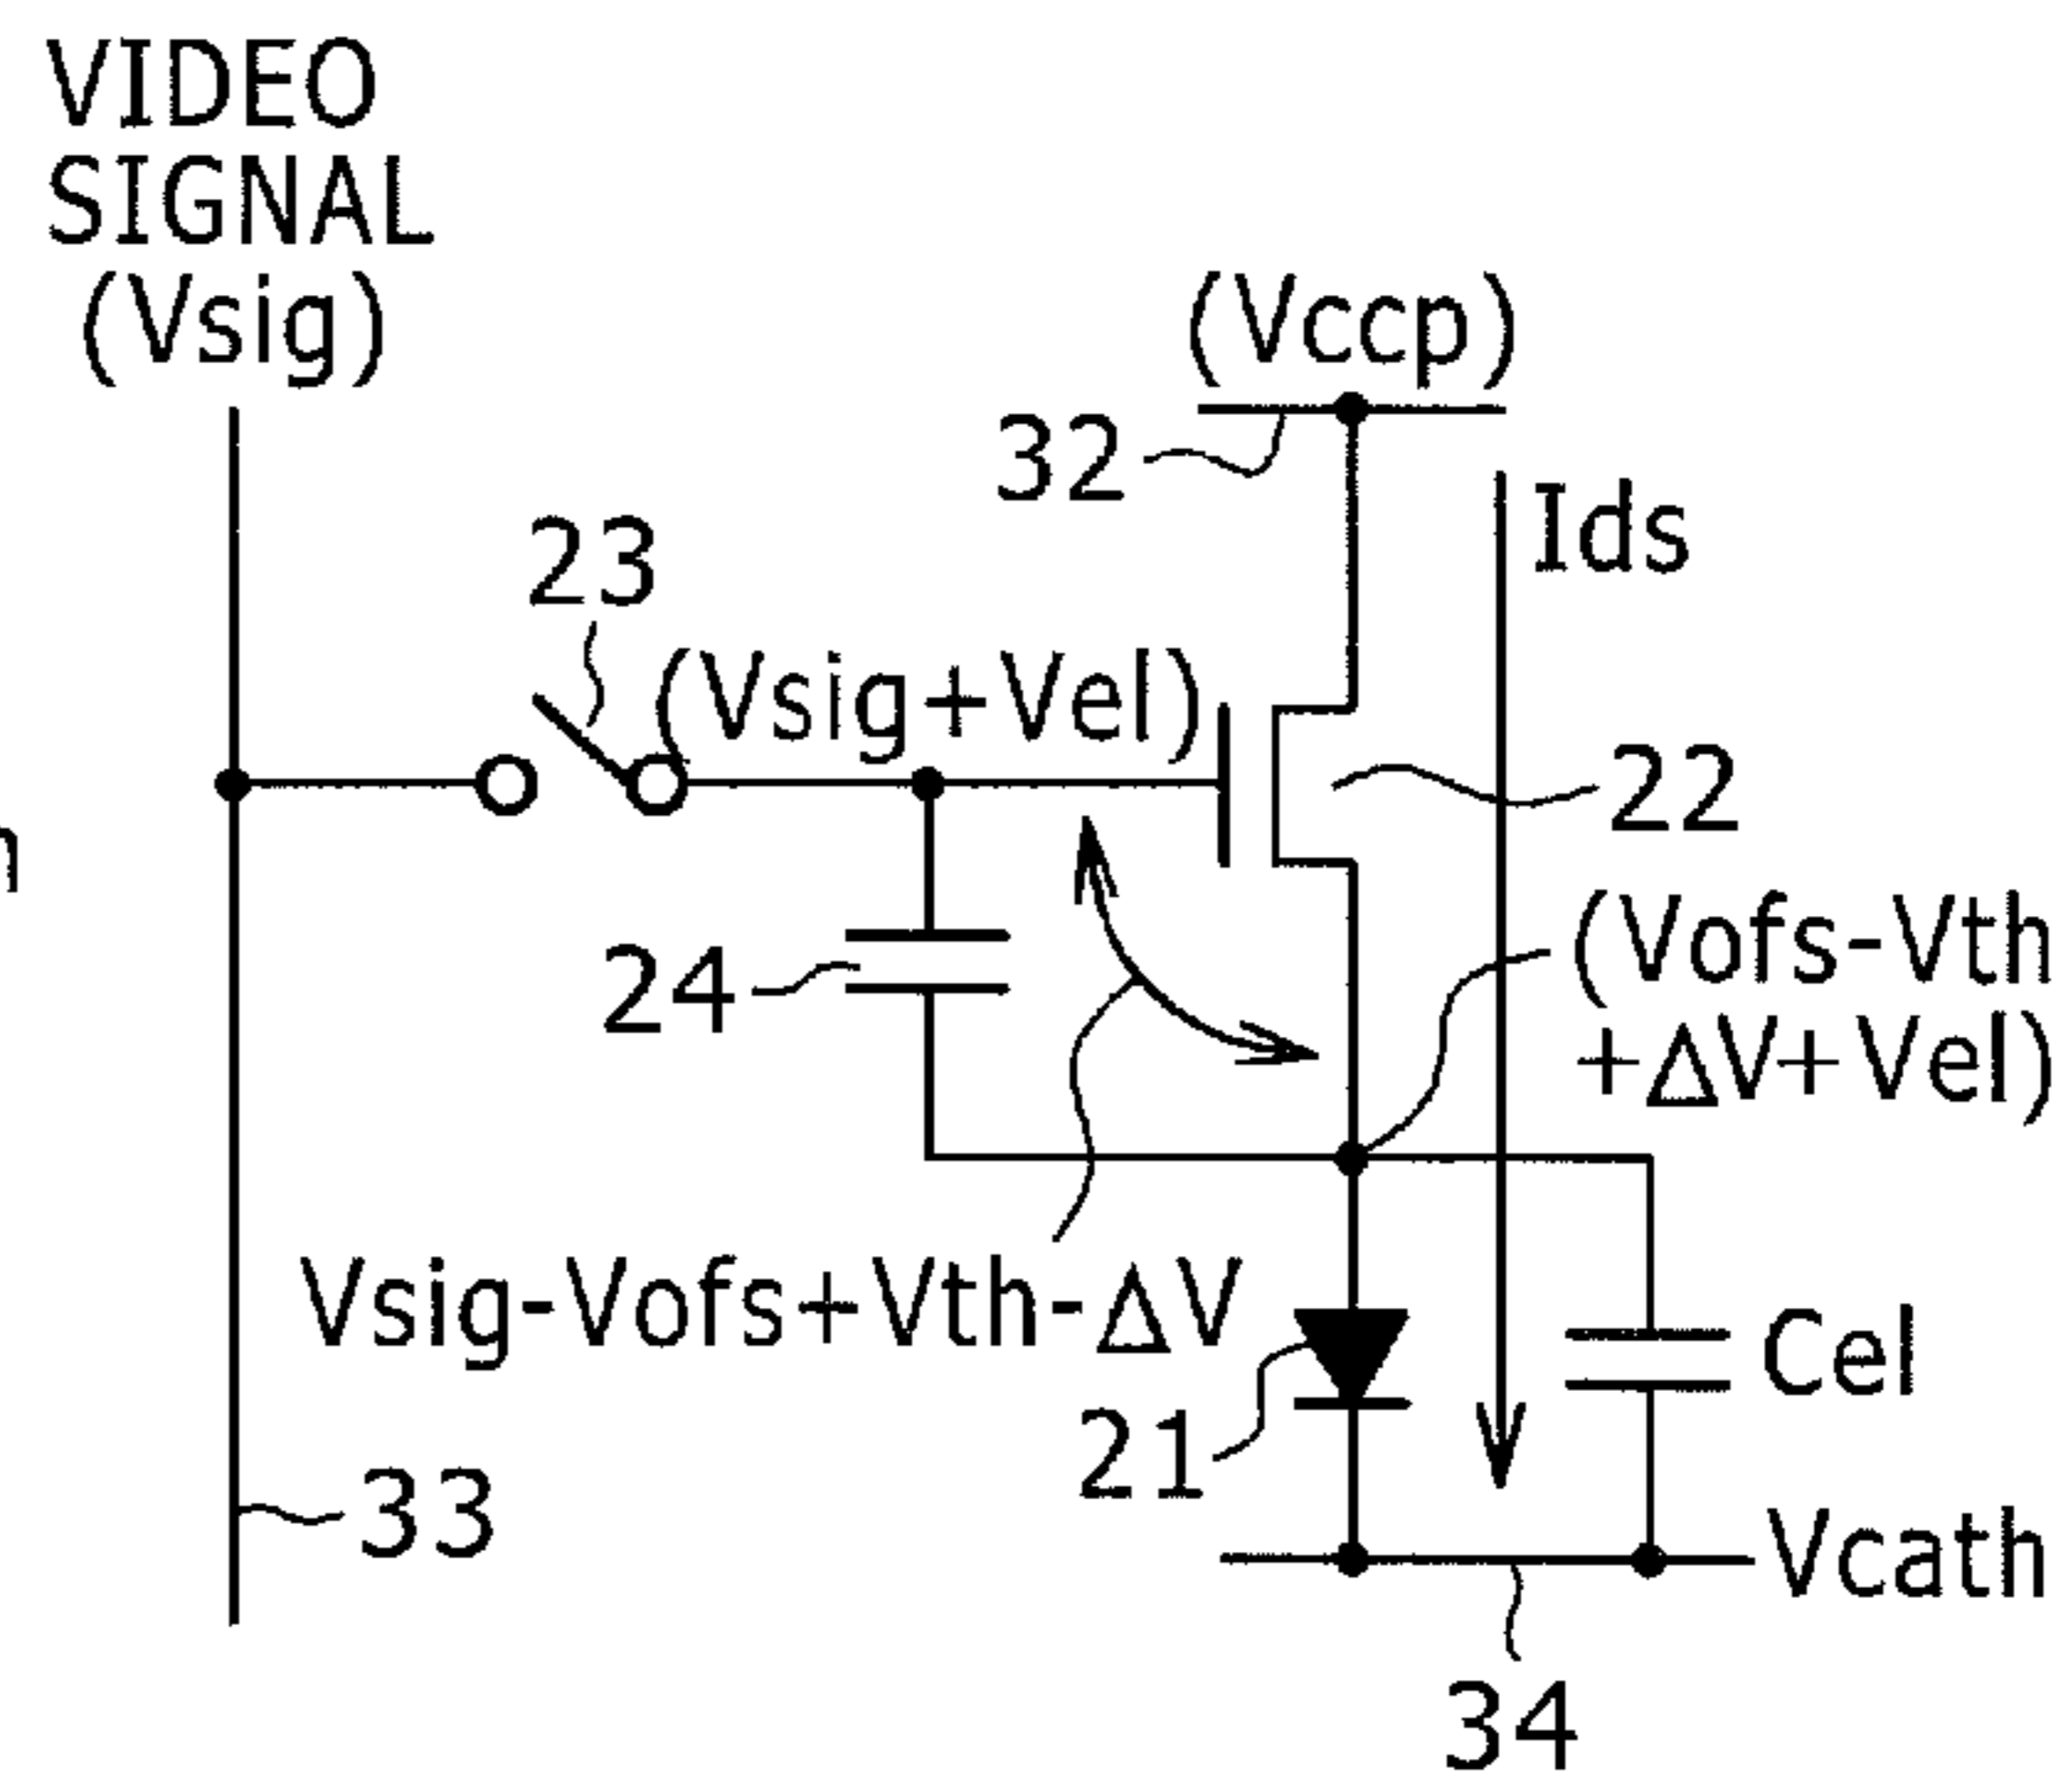 VIDEO
SIGNAL
(Vsig)
(Vccp)
32
Ids
23
(Vsig+Vel)
22
24
(Vofs-Vth
+ΔV+Vel)
Vsig-Vofs+Vth-ΔV
Cel
21
33
Vcath
34